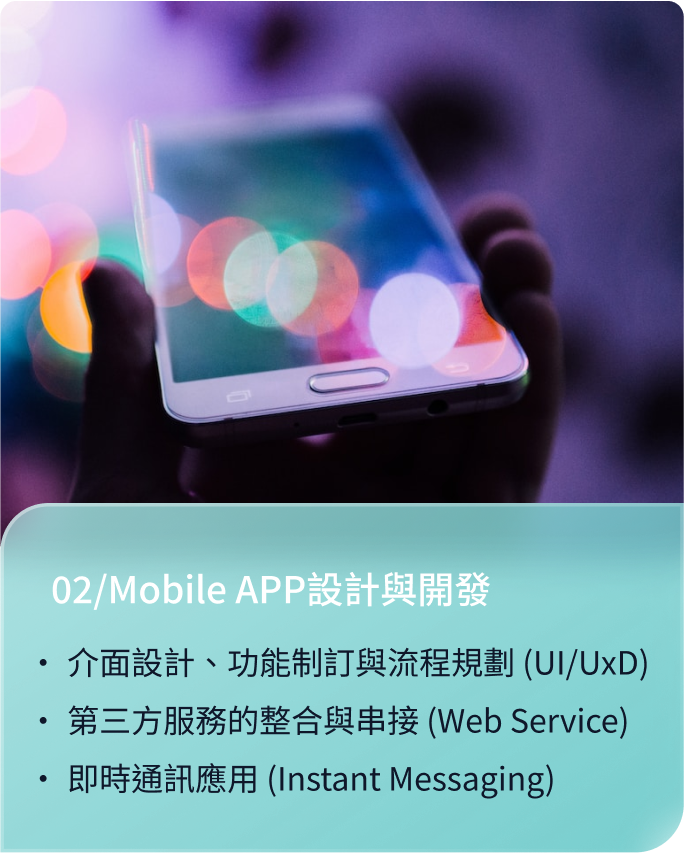 02/Mobile APP設計與開發
• 介面設計、功能制訂與流程規劃 (UI/UxD)
• 第三方服務的整合與串接 (Web Service)
• 即時通訊應用 (Instant Messaging)